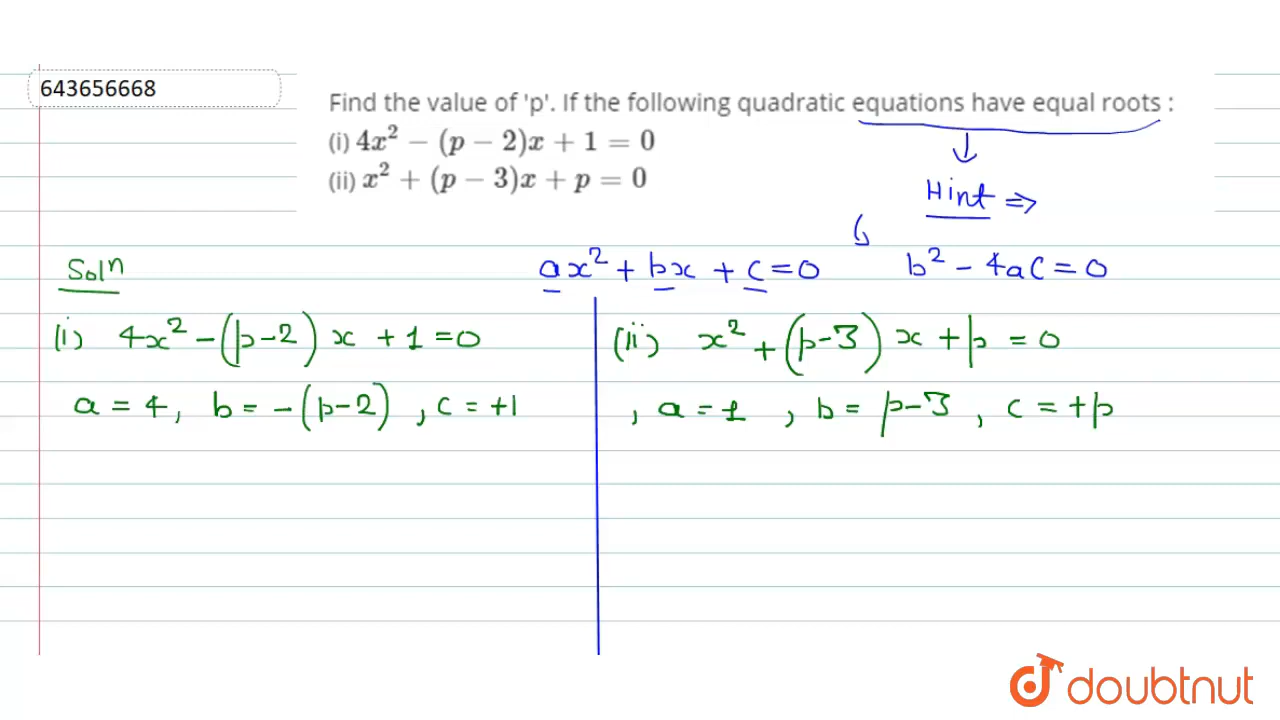 643656668
Find the value of 'p'. If the following quadratic equations have equal roots :
(i) 4x² − (p − 2)x + 1 = 0
(ii) x² + (p − 3)x + p = 0
Hint ⇒
Solⁿ
ax² + bx + c = 0
b² − 4ac = 0
(i) 4x² − (p−2) x + 1 = 0
a = 4, b = −(p−2), c = +1
(ii) x² + (p−3) x + p = 0
, a = 1, b = p−3, c = +p
doubtnut